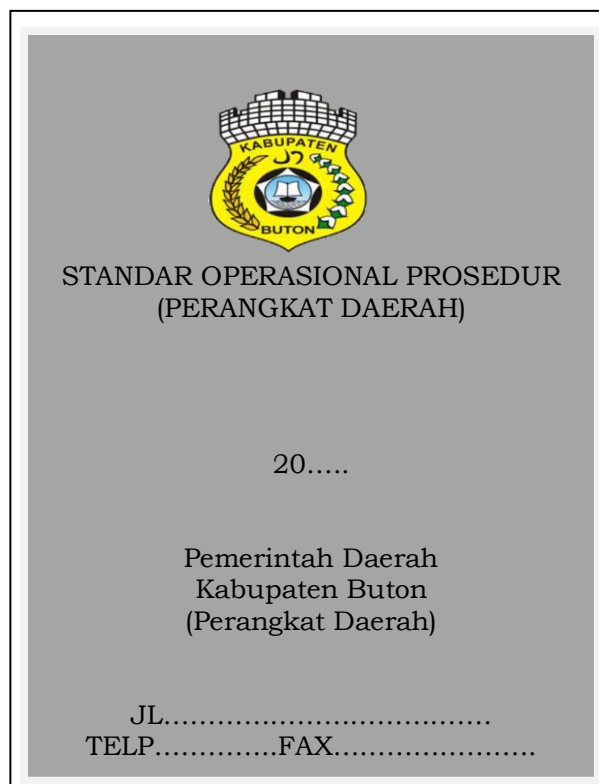 KABUPATEN
BUTON
STANDAR OPERASIONAL PROSEDUR
(PERANGKAT DAERAH)
20.....
Pemerintah Daerah
Kabupaten Buton
(Perangkat Daerah)
JL......................................
TELP..............FAX.......................